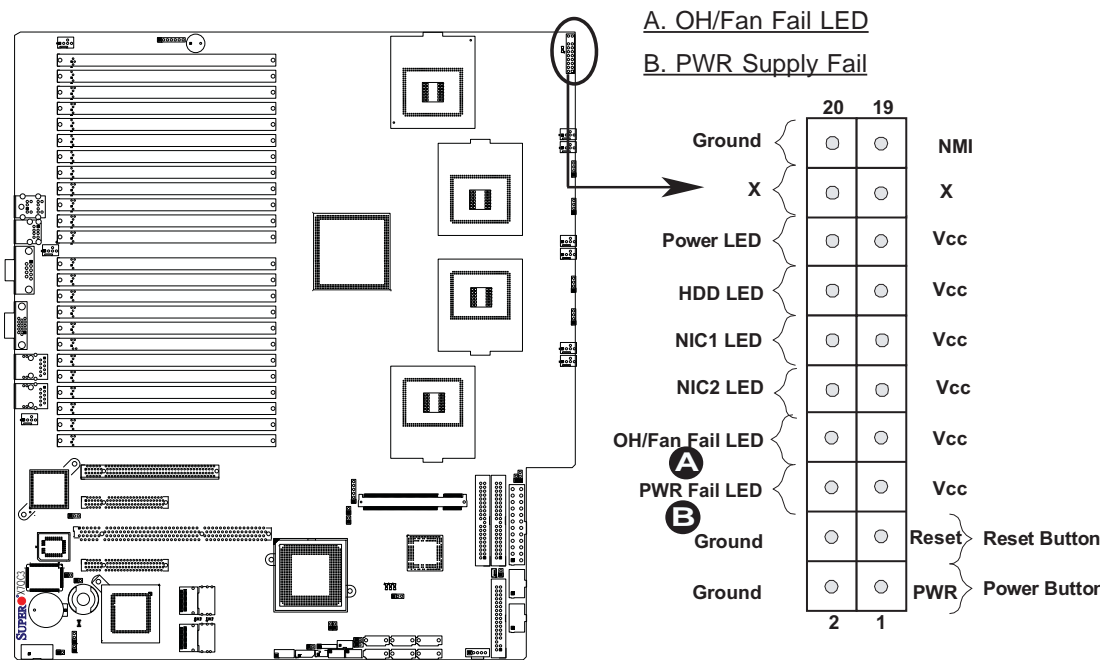 A. OH/Fan Fail LED
B. PWR Supply Fail
20 19
Ground NMI
X X
Power LED Vcc
HDD LED Vcc
NIC1 LED Vcc
NIC2 LED Vcc
OH/Fan Fail LED Vcc
A
PWR Fail LED Vcc
B
Ground Reset Reset Button
Ground PWR Power Button
2 1
SUPER X7QC3